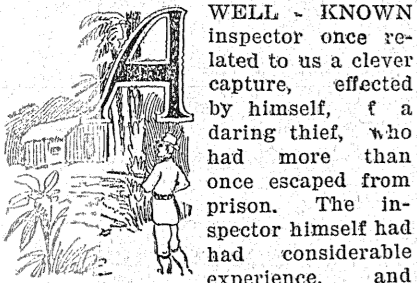 A WELL - KNOWN
inspector once re-
lated to us a clever
capture, effected
by himself, f a
daring thief, who
had more than
once escaped from
prison. The in-
spector himself had
had considerable
experience, and